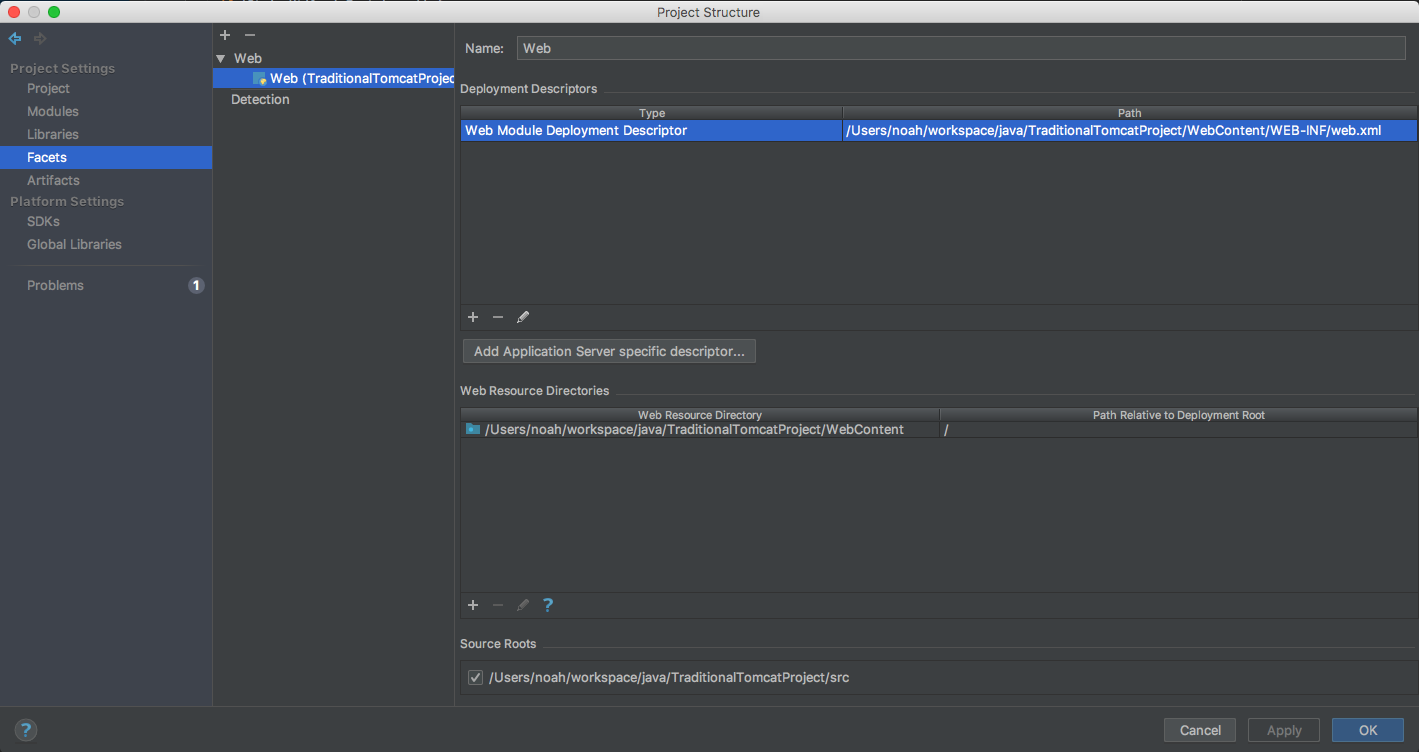 Project Structure
Project Settings
Project
Modules
Libraries
Facets
Artifacts
Platform Settings
SDKs
Global Libraries
Problems 1
Web
Web (TraditionalTomcatProjec
Detection
Name: Web
Deployment Descriptors
Type Path
Web Module Deployment Descriptor /Users/noah/workspace/java/TraditionalTomcatProject/WebContent/WEB-INF/web.xml
Add Application Server specific descriptor...
Web Resource Directories
Web Resource Directory Path Relative to Deployment Root
/Users/noah/workspace/java/TraditionalTomcatProject/WebContent /
?
Source Roots
/Users/noah/workspace/java/TraditionalTomcatProject/src
? Cancel Apply OK